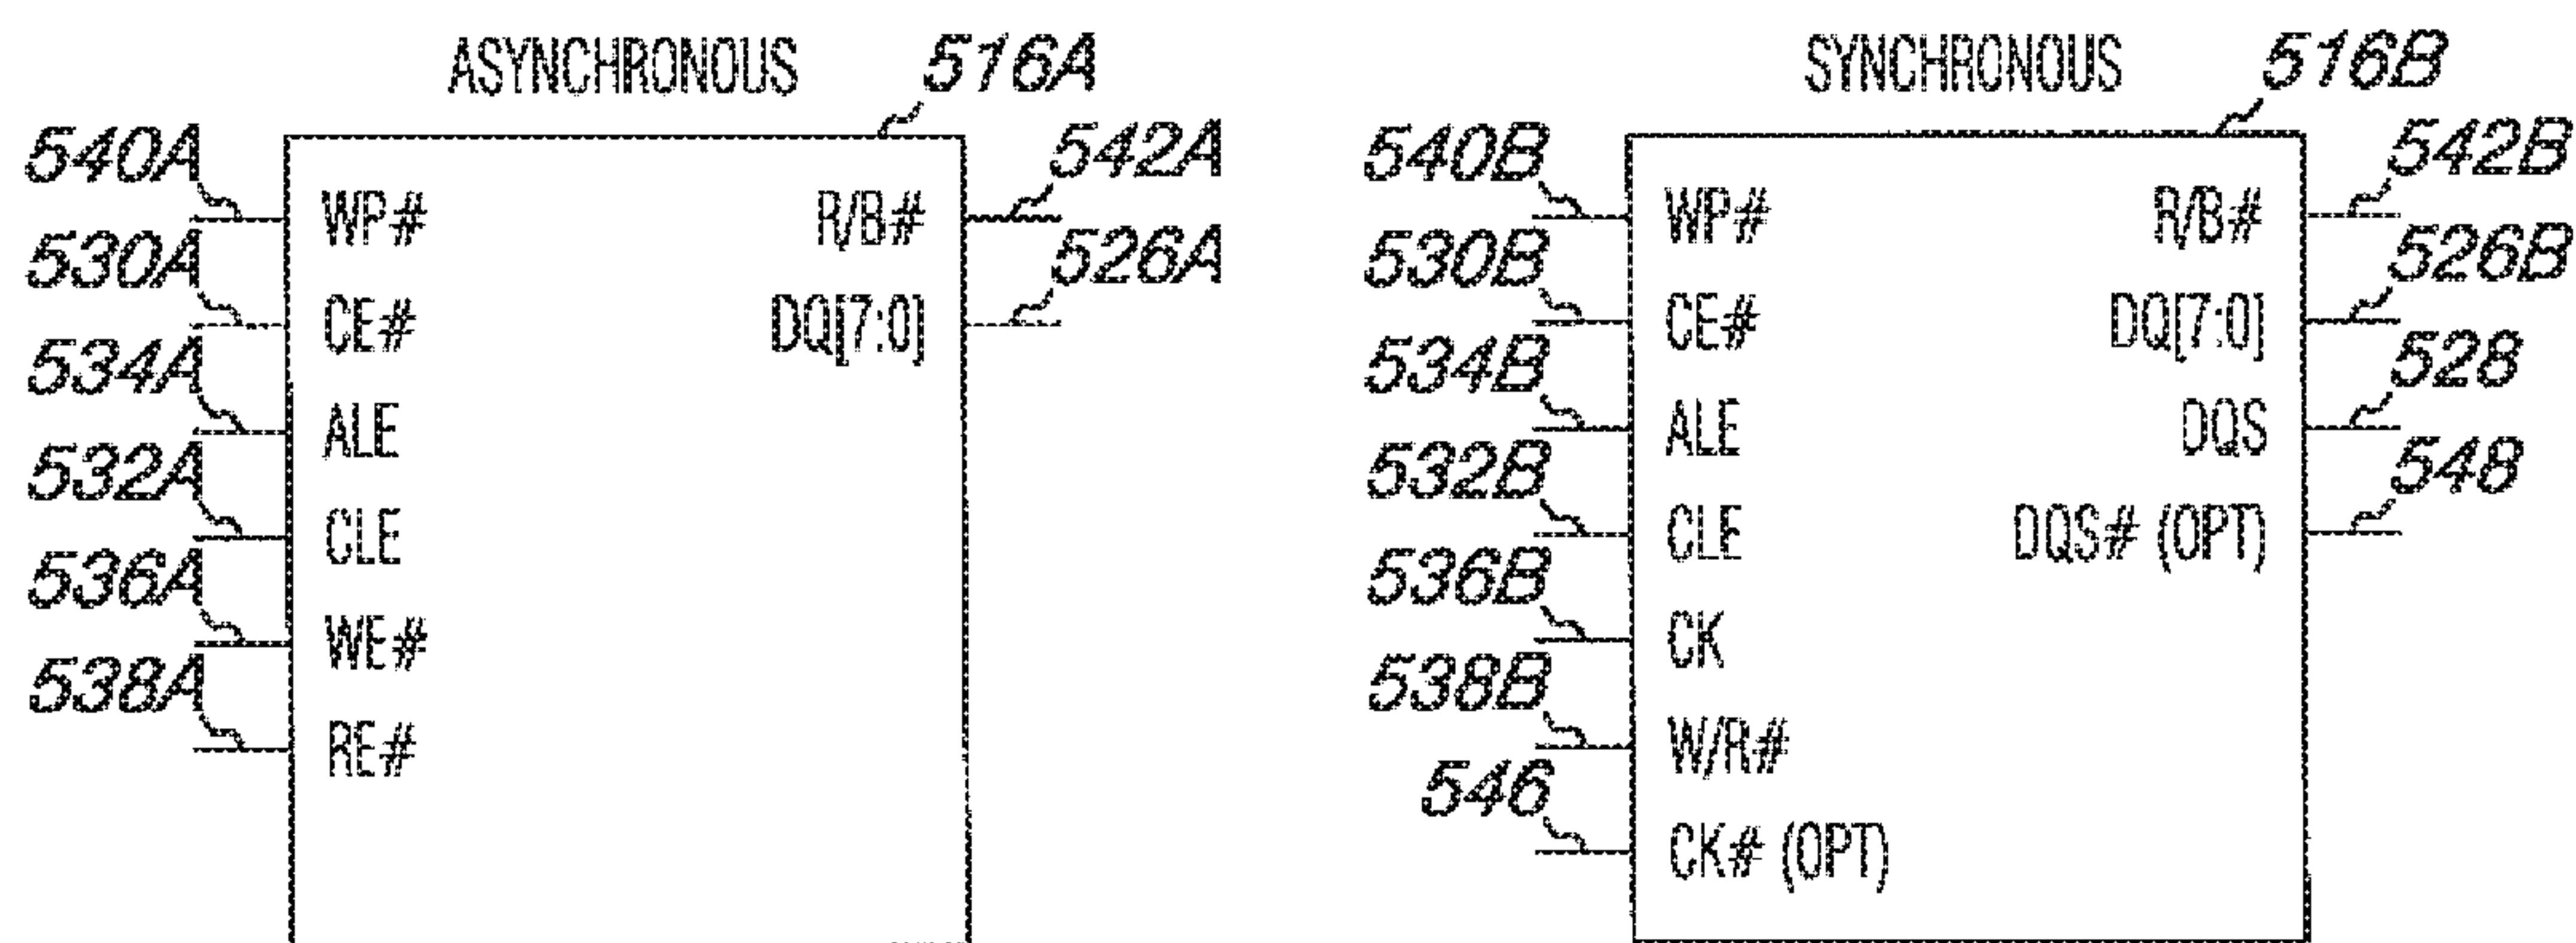 ASYNCHRONOUS 516A
540A WP# R/B# 542A
530A CE# DQ[7:0] 526A
534A ALE
532A CLE
536A WE#
538A RE#
SYNCHRONOUS 516B
540B WP# R/B# 542B
530B CE# DQ[7:0] 526B
534B ALE DQS 528
532B CLE DQS# (OPT) 548
536B CK
538B W/R#
546 CK# (OPT)